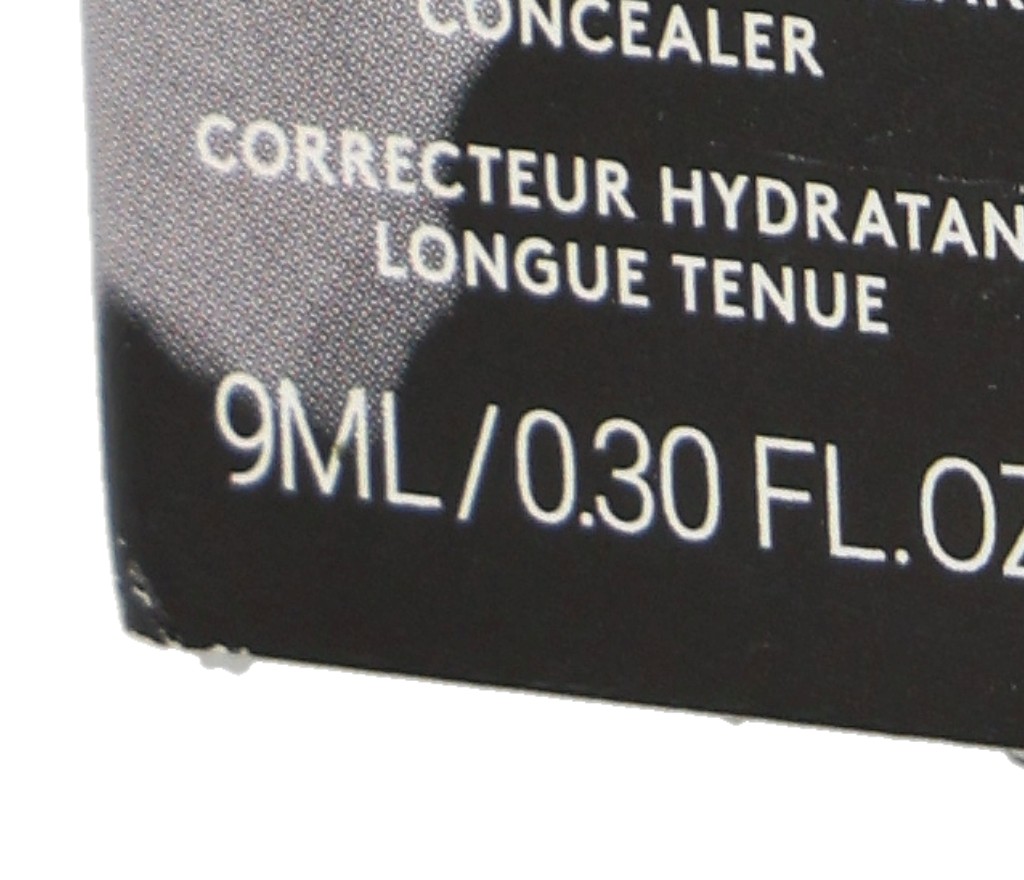 CONCEALER
CORRECTEUR HYDRATAN
LONGUE TENUE
9ML/0.30 FL.OZ